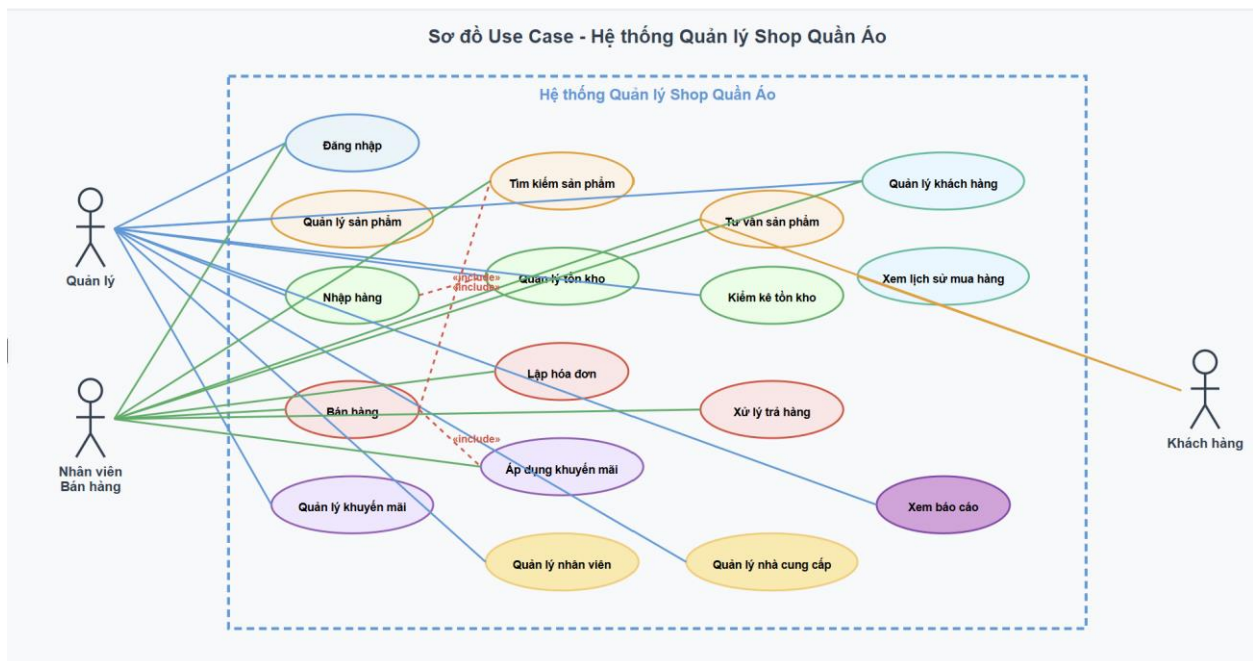 Sơ đồ Use Case - Hệ thống Quản lý Shop Quần Áo
Hệ thống Quản lý Shop Quần Áo
Đăng nhập
Tìm kiếm sản phẩm
Quản lý khách hàng
Quản lý sản phẩm
Tư vấn sản phẩm
Quản lý
«include»
«include»
Quản lý tồn kho
Xem lịch sử mua hàng
Nhập hàng
Kiểm kê tồn kho
Lập hóa đơn
Bán hàng
Xử lý trả hàng
Khách hàng
«include»
Nhân viên
Bán hàng
Áp dụng khuyến mãi
Quản lý khuyến mãi
Xem báo cáo
Quản lý nhân viên
Quản lý nhà cung cấp